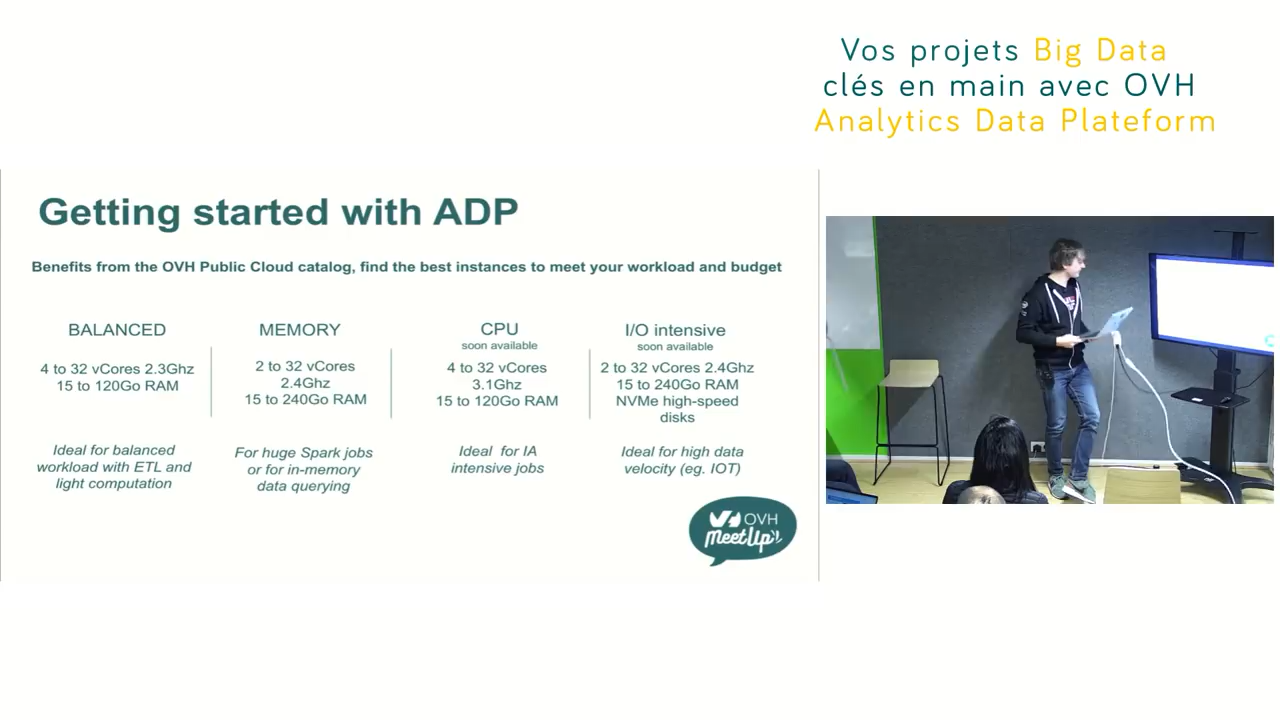 Vos projets Big Data
clés en main avec OVH
Analytics Data Plateform
Getting started with ADP
Benefits from the OVH Public Cloud catalog, find the best instances to meet your workload and budget
BALANCED
4 to 32 vCores 2.3Ghz
15 to 120Go RAM
Ideal for balanced
workload with ETL and
light computation
MEMORY
2 to 32 vCores
2.4Ghz
15 to 240Go RAM
For huge Spark jobs
or for in-memory
data querying
CPU
soon available
4 to 32 vCores
3.1Ghz
15 to 120Go RAM
Ideal for IA
intensive jobs
I/O intensive
soon available
2 to 32 vCores 2.4Ghz
15 to 240Go RAM
NVMe high-speed
disks
Ideal for high data
velocity (eg. IOT)
OVH
MeetUp